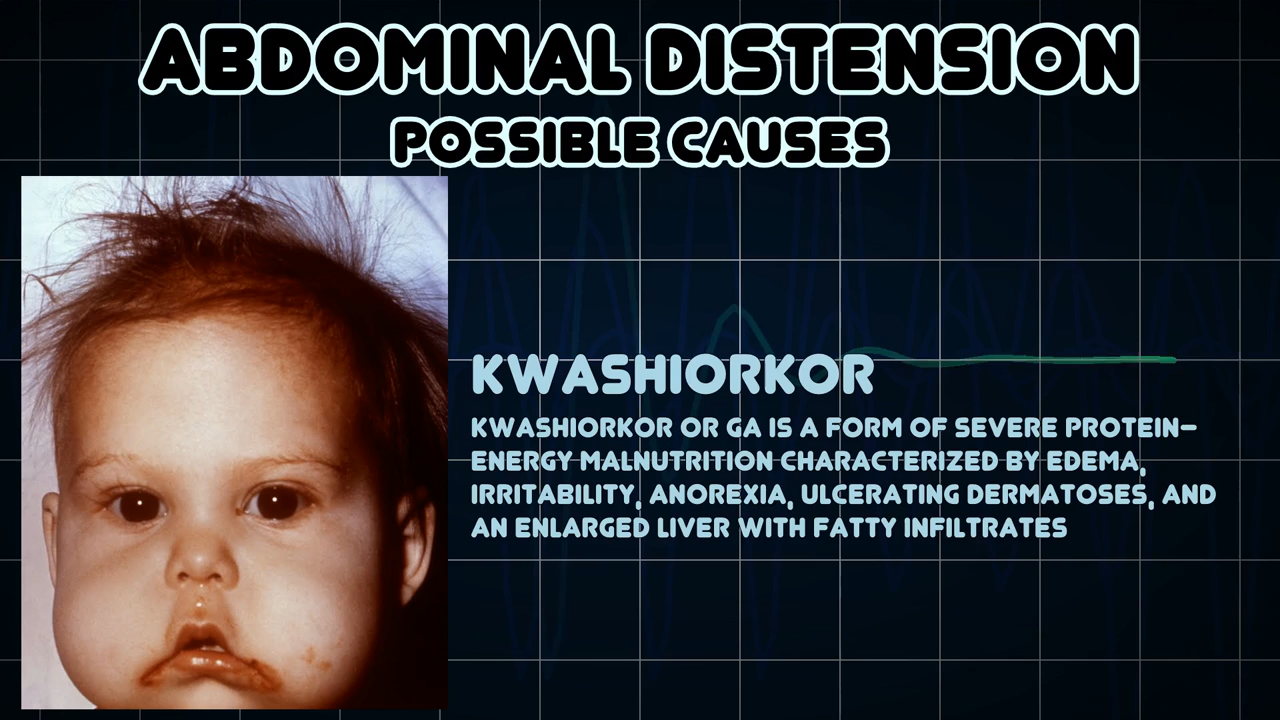 ABDOMINAL DISTENSION
POSSIBLE CAUSES
KWASHIORKOR
KWASHIORKOR OR GA IS A FORM OF SEVERE PROTEIN-
ENERGY MALNUTRITION CHARACTERIZED BY EDEMA,
IRRITABILITY, ANOREXIA, ULCERATING DERMATOSES, AND
AN ENLARGED LIVER WITH FATTY INFILTRATES